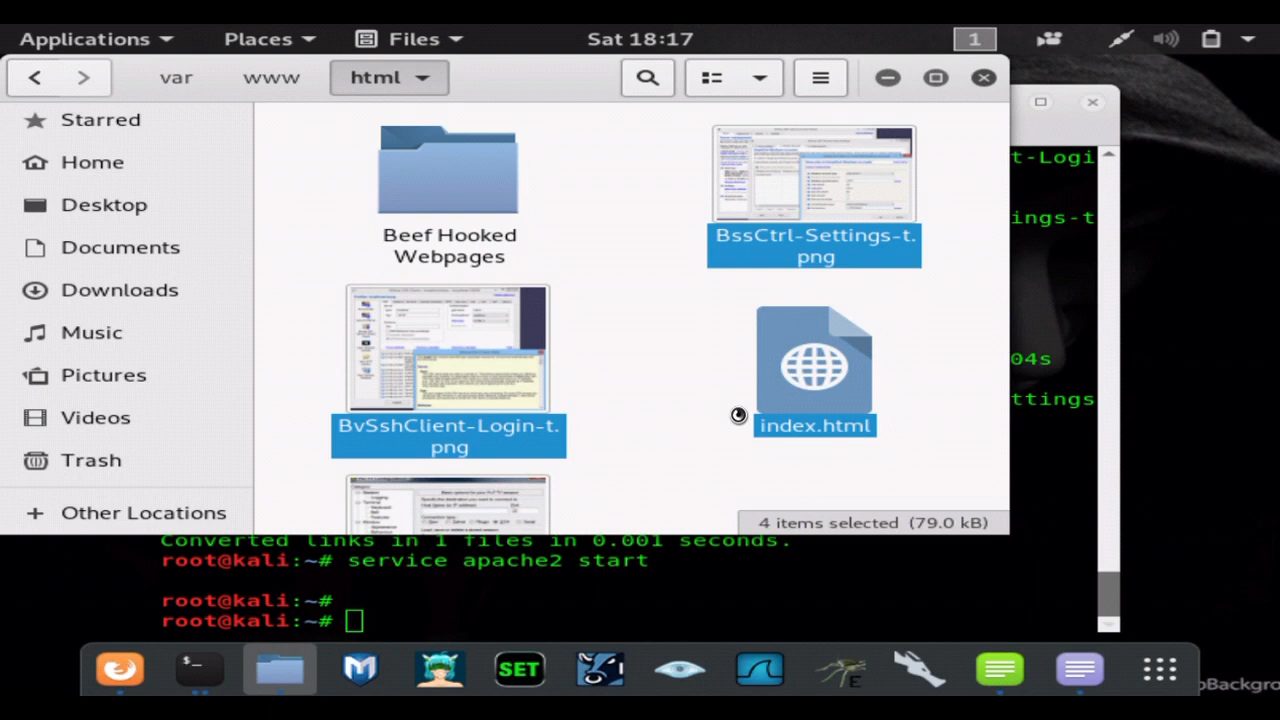 Applications Places Files Sat 18:17 1
var www html
Starred
Home
Desktop
Documents
Downloads
Music
Pictures
Videos
Trash
Other Locations
Beef Hooked
Webpages
BssCtrl-Settings-t.
png
BvSshClient-Login-t.
png
index.html
4 items selected (79.0 kB)
t-Logi
ings-t
04s
ttings
Converted links in 1 files in 0.001 seconds.
root@kali:~# service apache2 start
root@kali:~#
root@kali:~#
$_
SET
E
oBackgro